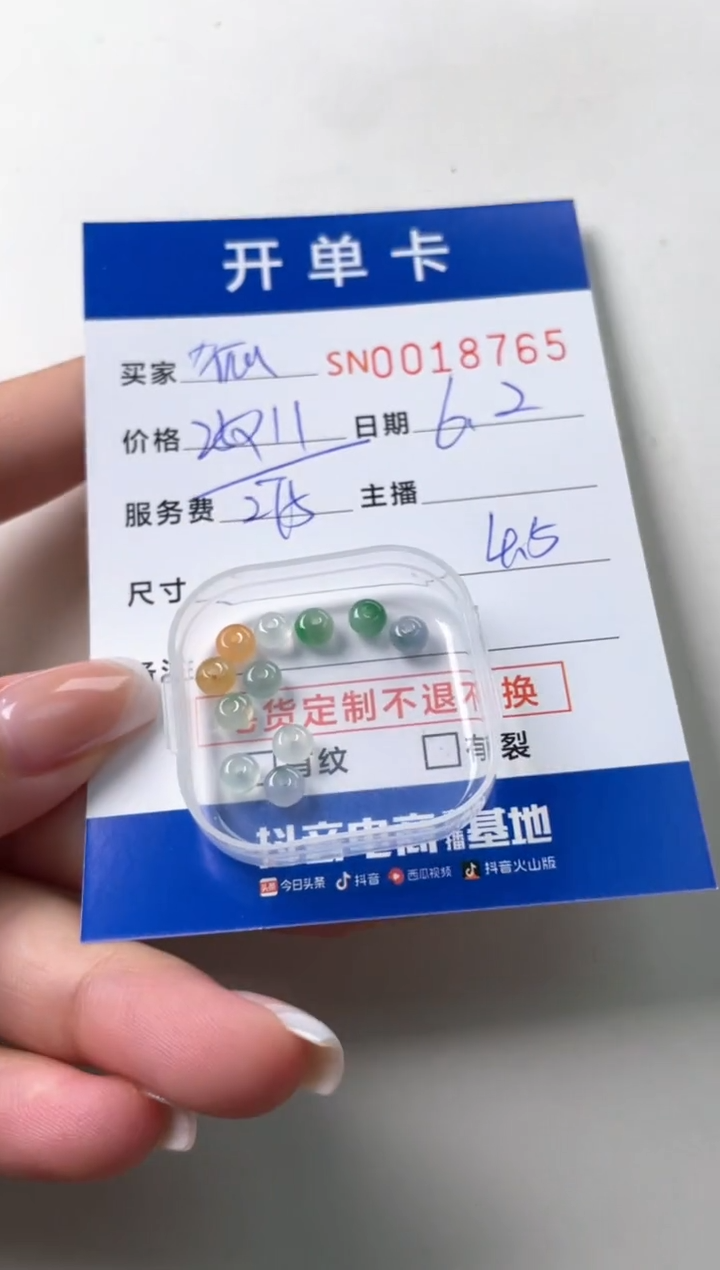 开单卡
买家 SN0018765
价格 日期 6.2
服务费 主播
尺寸 4.5
货定制不退不换
有纹 有裂
抖音电商 播基地
今日头条 抖音 西瓜视频 抖音火山版